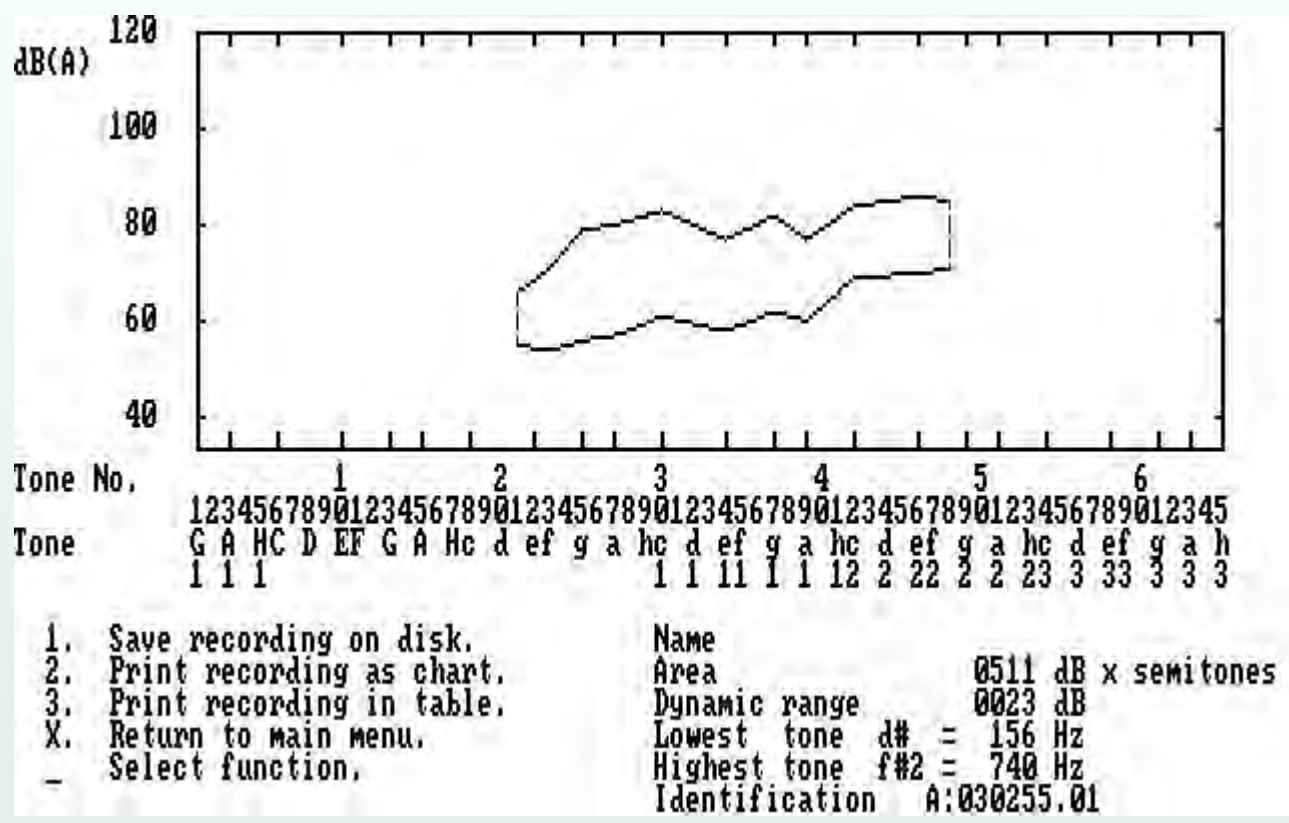 120
dB(A)
100
80
60
40
Tone No. 1 2 3 4 5 6
12345678901234567890123456789012345678901234567890123456789012345
Tone G A HC D EF G A Hc d ef g a hc d ef g a hc d ef g a hc d ef g a h
1 1 1 1 1 11 1 1 12 2 22 2 2 23 3 33 3 3 3
1. Save recording on disk.
2. Print recording as chart.
3. Print recording in table.
X. Return to main menu.
_ Select function.
Name
Area 0511 dB x semitones
Dynamic range 0023 dB
Lowest tone d# = 156 Hz
Highest tone f#2 = 740 Hz
Identification A:030255.01